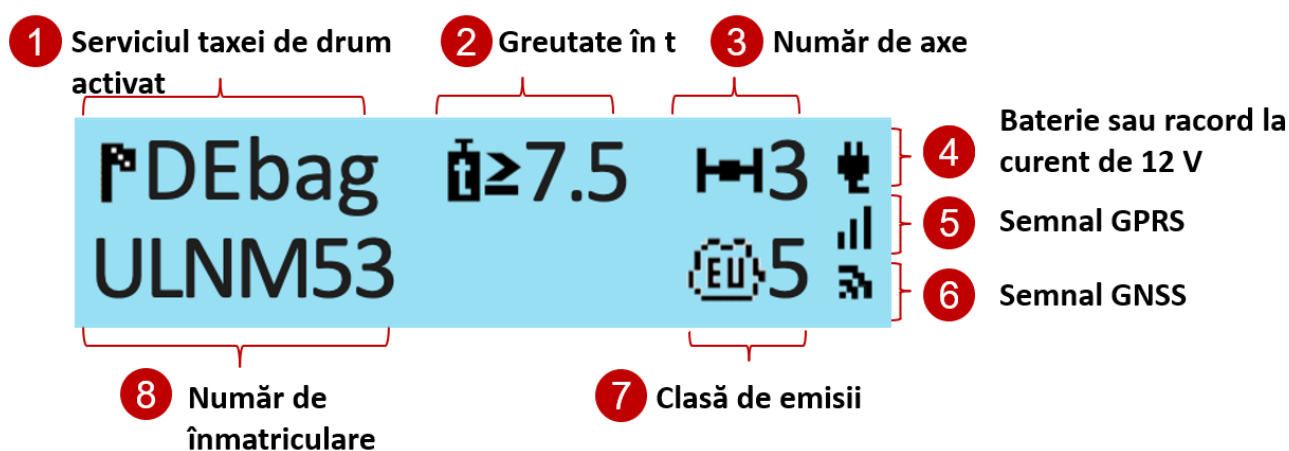 1 Serviciul taxei de drum activat
2 Greutate în t
3 Număr de axe
DEbag t≥7.5 3
ULNM53 EU 5
4 Baterie sau racord la curent de 12 V
5 Semnal GPRS
6 Semnal GNSS
8 Număr de înmatriculare
7 Clasă de emisii